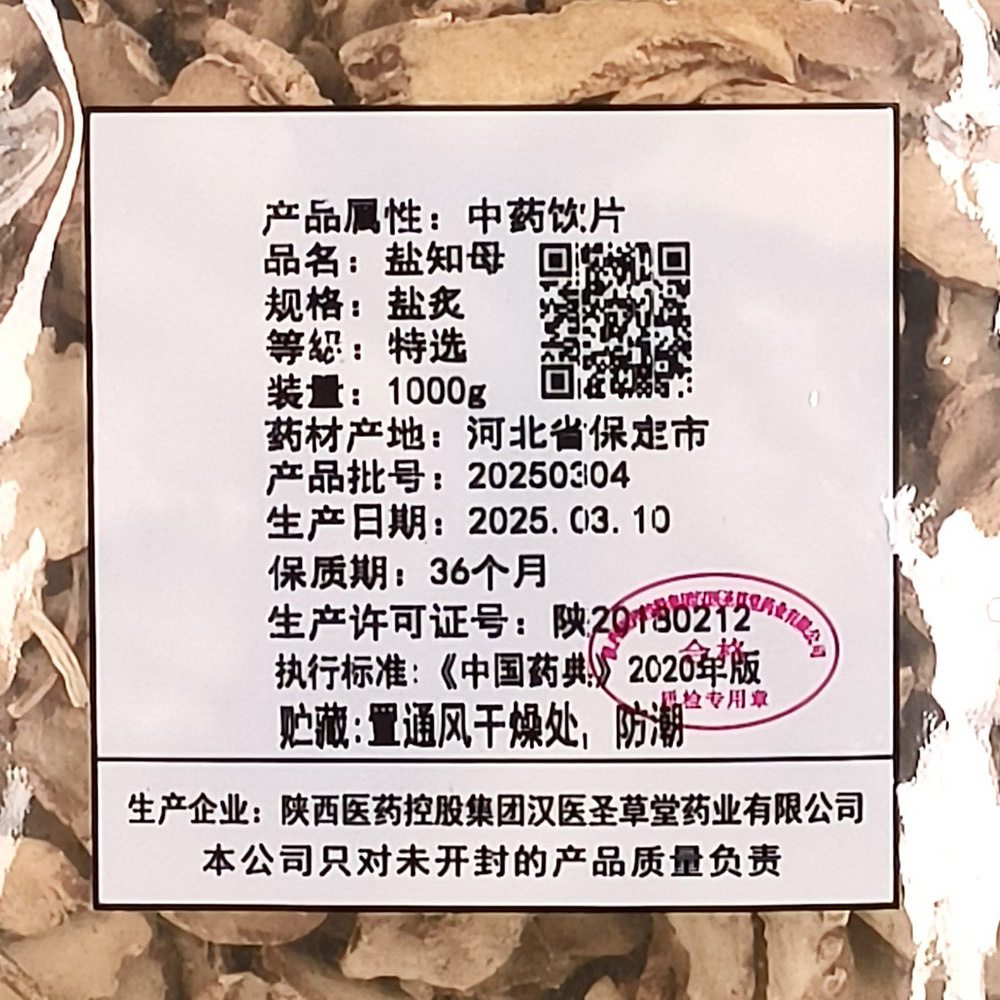 产品属性：中药饮片
品名：盐知母
规格：盐炙
等级：特选
装量：1000g
药材产地：河北省保定市
产品批号：20250304
生产日期：2025.03.10
保质期：36个月
生产许可证号：陕20180212
执行标准：《中国药典》2020年版
贮藏：置通风干燥处，防潮
合格
质检专用章
生产企业：陕西医药控股集团汉医圣草堂药业有限公司
本公司只对未开封的产品质量负责